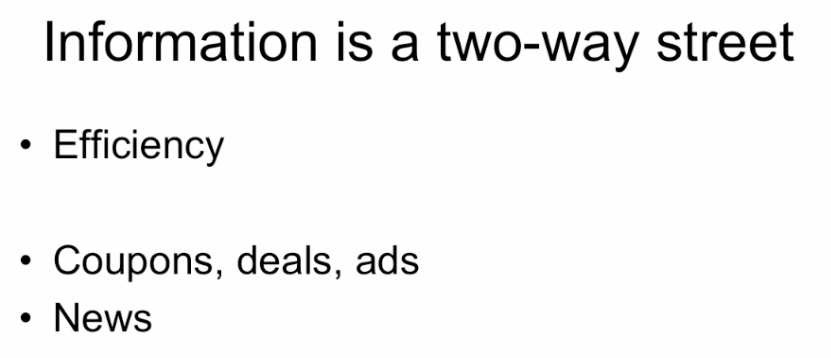 Information is a two-way street
• Efficiency
• Coupons, deals, ads
• News